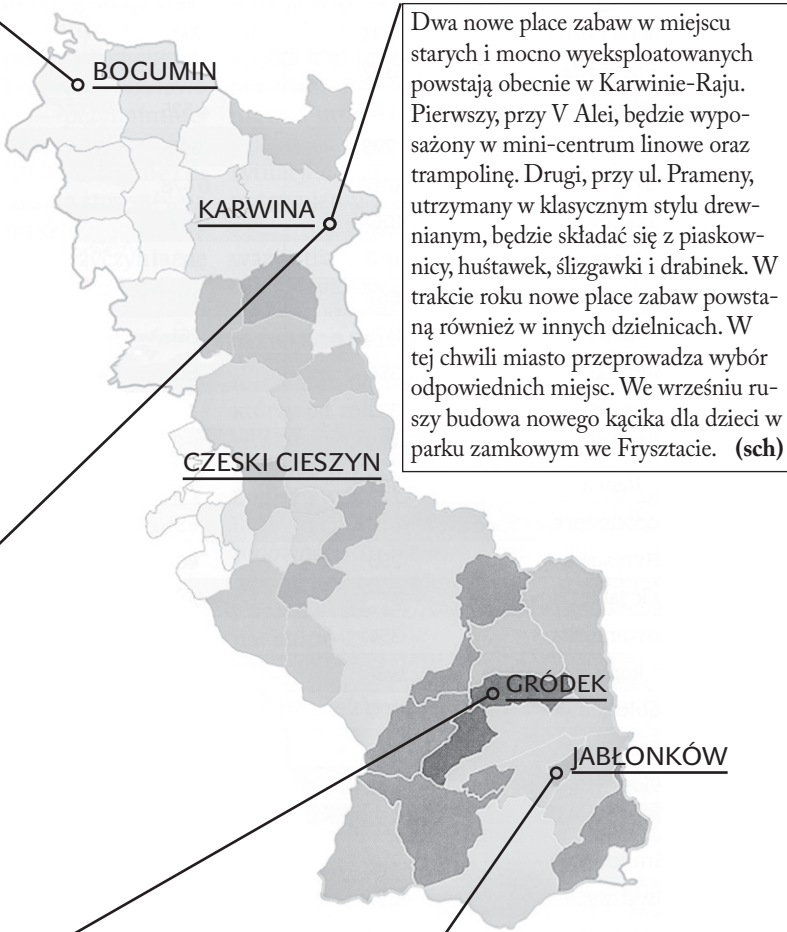 Dwa nowe place zabaw w miejscu
starych i mocno wyeksploatowanych
powstają obecnie w Karwinie-Raju.
Pierwszy, przy V Alei, będzie wypo-
sażony w mini-centrum linowe oraz
trampolinę. Drugi, przy ul. Prameny,
utrzymany w klasycznym stylu drew-
nianym, będzie składać się z piaskow-
nicy, huśtawek, ślizgawki i drabinek. W
trakcie roku nowe place zabaw powsta-
ną również w innych dzielnicach. W
tej chwili miasto przeprowadza wybór
odpowiednich miejsc. We wrześniu ru-
szy budowa nowego kącika dla dzieci w
parku zamkowym we Frysztacie. (sch)
BOGUMIN
KARWINA
CZESKI CIESZYN
GRÓDEK
JABŁONKÓW